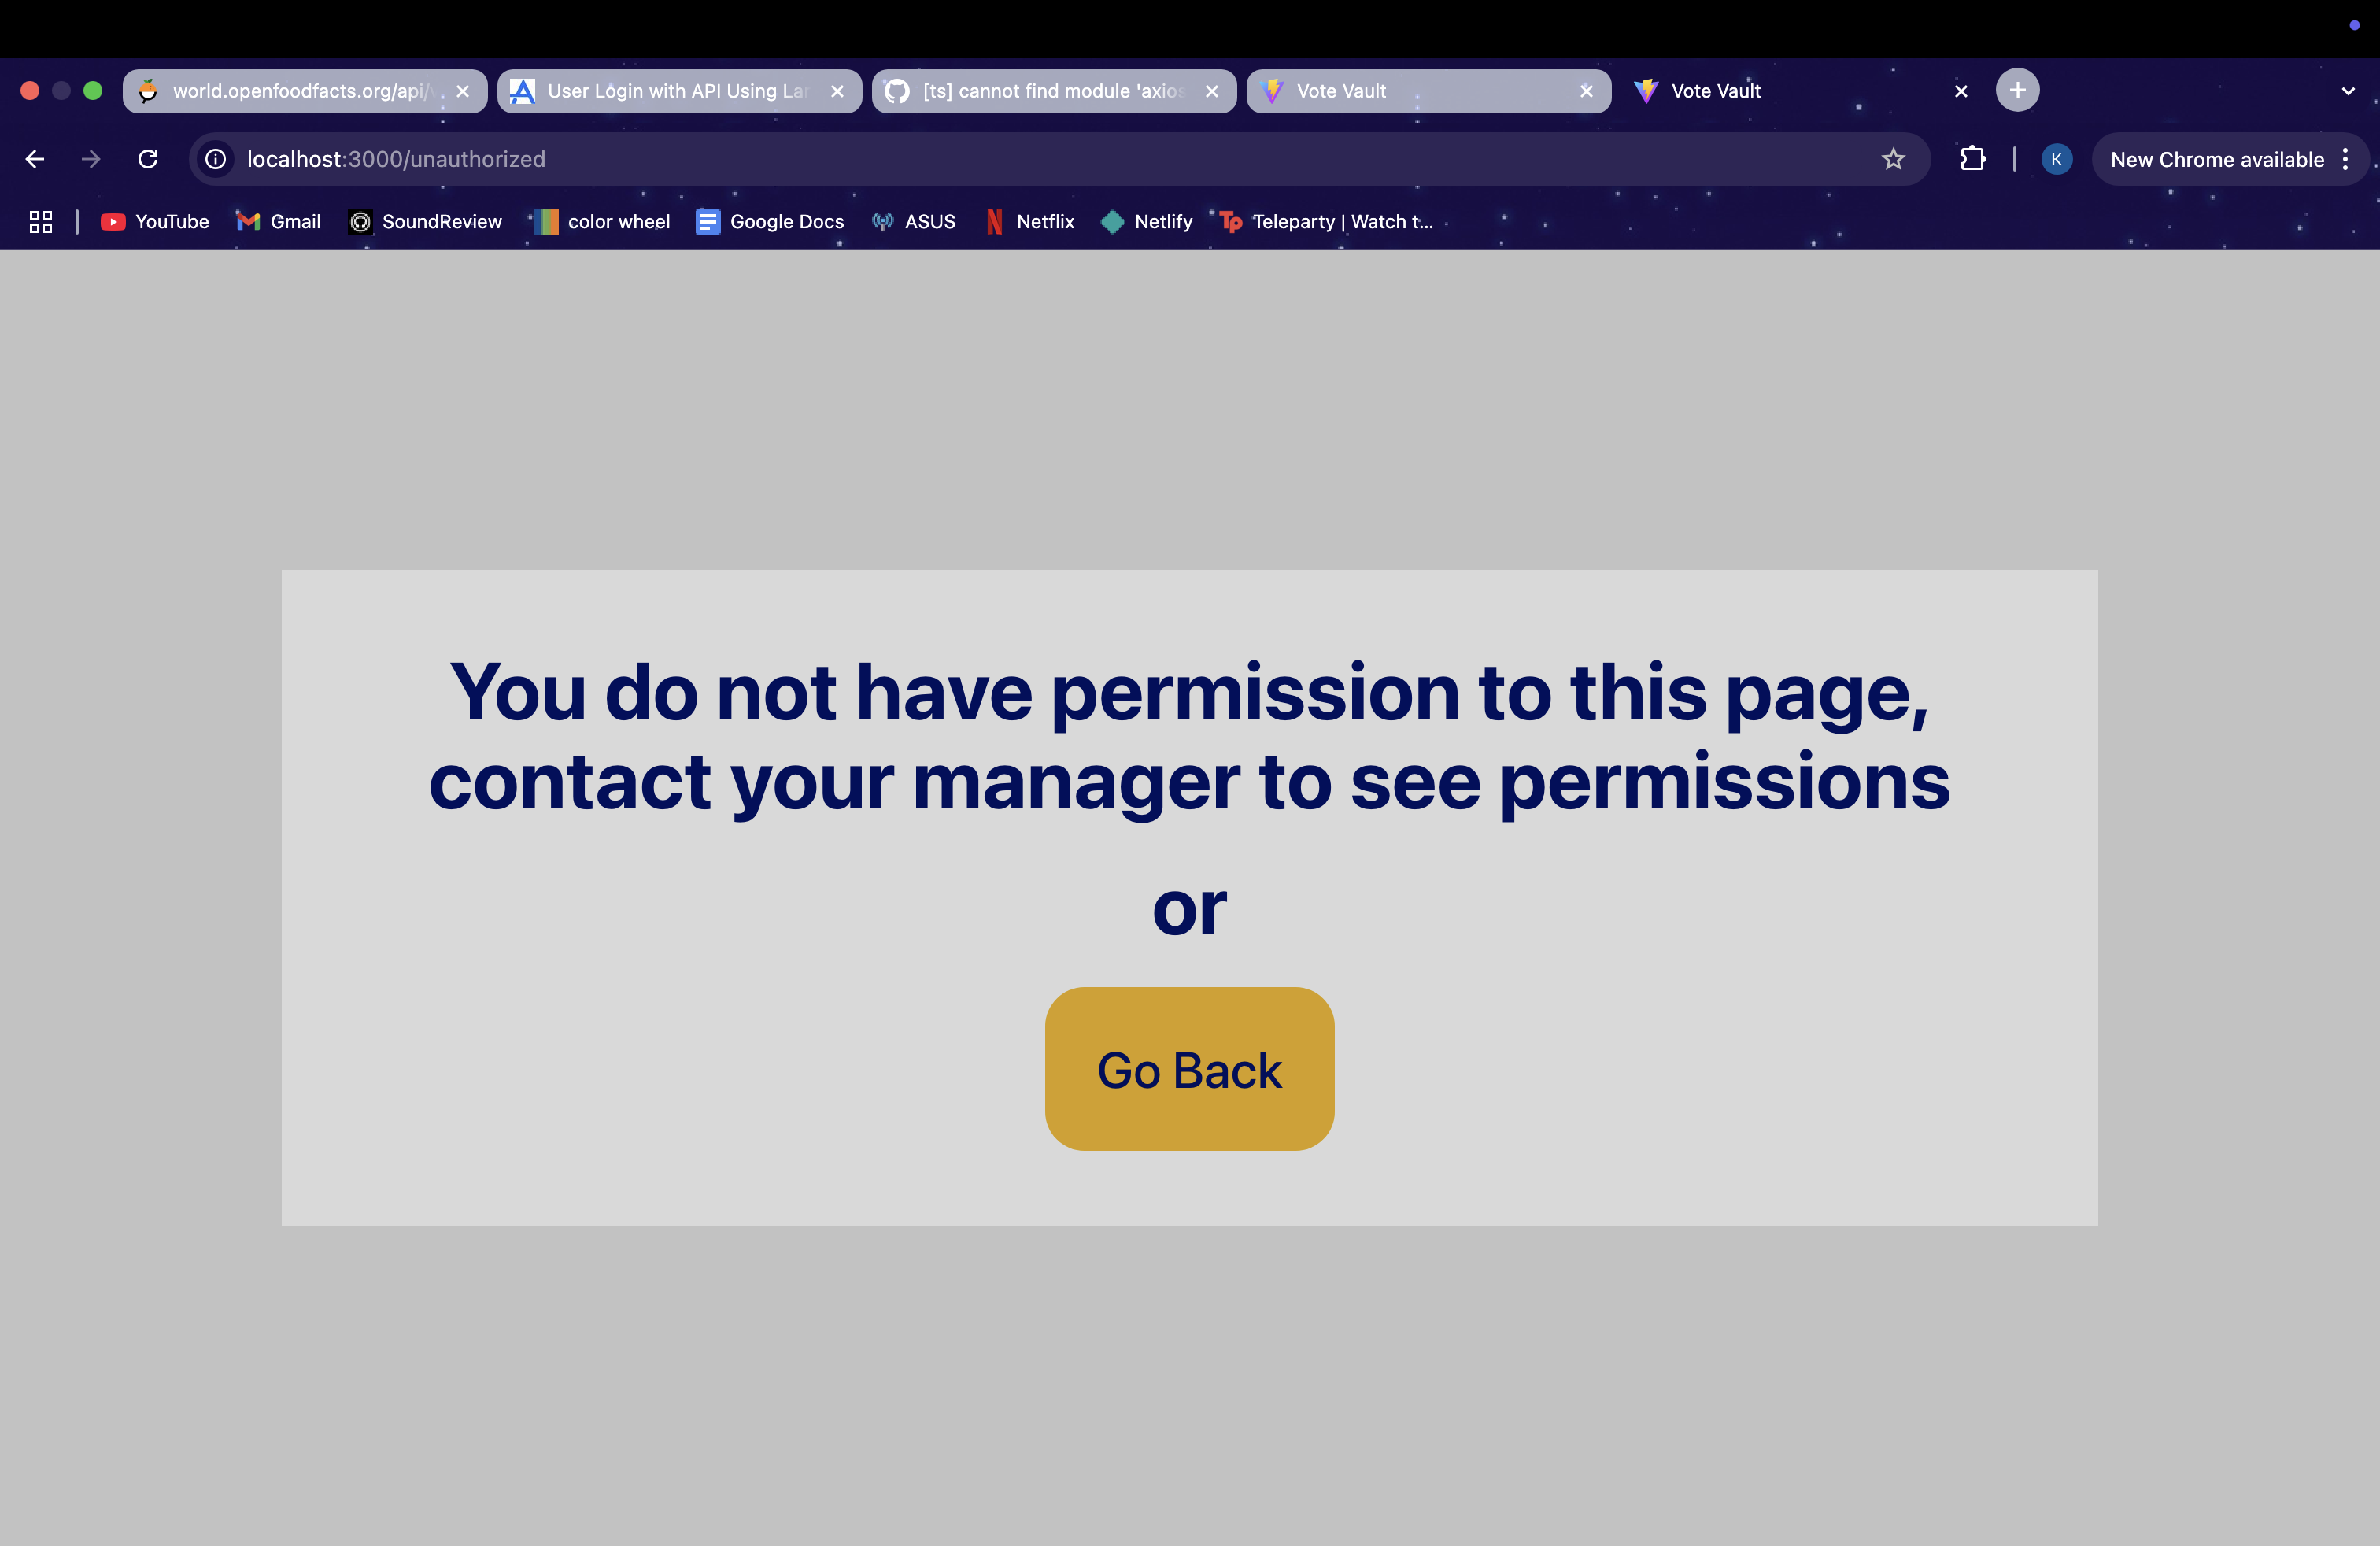 world.openfoodfacts.org/api/
User Login with API Using
[ts] cannot find module
Vote Vault
Vote Vault
localhost:3000/unauthorized
K
New Chrome available
YouTube
Gmail
SoundReview
color wheel
Google Docs
ASUS
Netflix
Netlify
Tp
Teleparty | Watch t...
You do not have permission to this page,
contact your manager to see permissions
or
Go Back